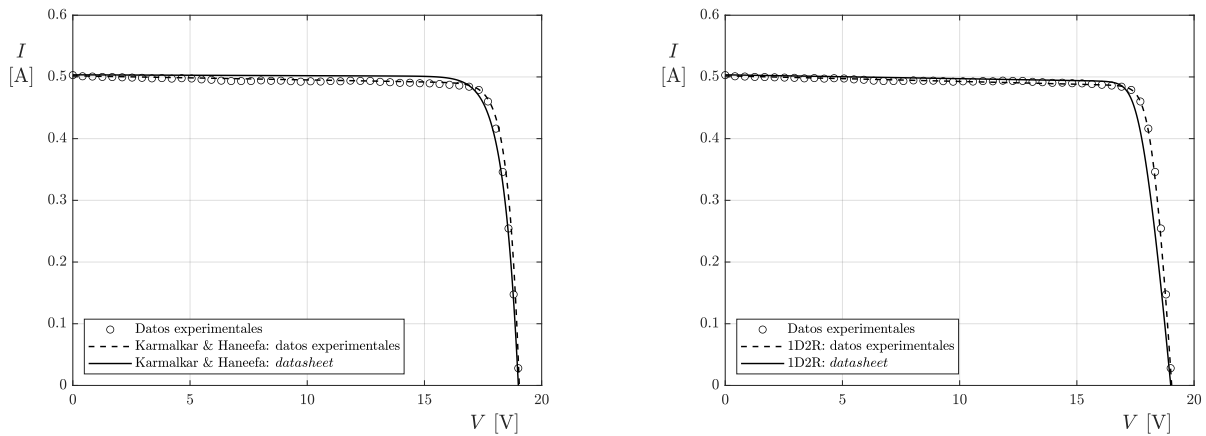 0.6
I
[A]
0.5
0.4
0.3
0.2
0.1
0
0 5 10 15 20
V [V]
Datos experimentales
Karmalkar & Haneefa: datos experimentales
Karmalkar & Haneefa: datasheet
0.6
I
[A]
0.5
0.4
0.3
0.2
0.1
0
0 5 10 15 20
V [V]
Datos experimentales
1D2R: datos experimentales
1D2R: datasheet